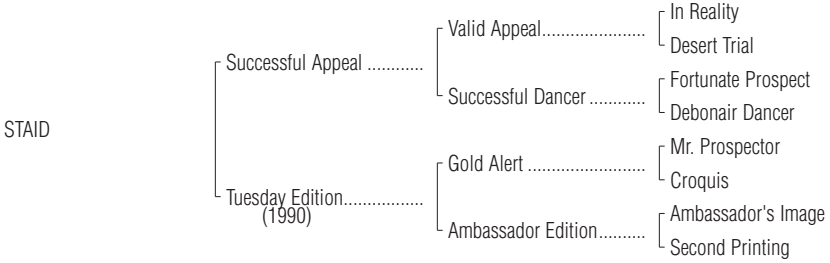 In Reality
Valid Appeal......................
Desert Trial
Successful Appeal ............
Fortunate Prospect
Successful Dancer ............
Debonair Dancer
STAID
Mr. Prospector
Gold Alert .........................
Croquis
Tuesday Edition.................
(1990)
Ambassador's Image
Ambassador Edition..........
Second Printing